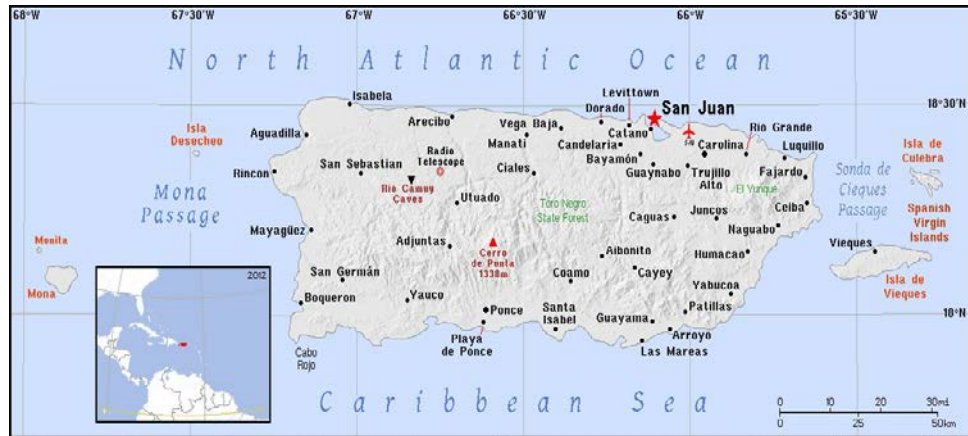 68°W
67°30'W
67°W
66°30'W
66°W
65°30'W
North Atlantic Ocean
Levittown
Isabela
Dorado
San Juan
18°30'N
Arecibo
Vega Baja
Catano
Rio Grande
Isla
Desecheo
Aguadilla
Manati
Candelaria
Carolina
Luquillo
Isla de
Culebra
Radio
Telescope
Bayamón
San Sebastian
Ciales
Guaynabo
Trujillo
Alto
Fajardo
Sonda de
Cieques
Passage
Rincon
Rio Camuy
Caves
El Yunque
Mona
Passage
Utuado
Toro Negro
State Forest
Caguas
Juncos
Ceiba
Spanish
Virgin
Islands
Naguabo
Mayagüez
Monila
Adjuntas
Cerro
de Ponta
1338m
Aibonito
Humacao
Vieques
2012
San Germán
Coamo
Cayey
Mona
Yabucoa
Isla de
Vieques
Boqueron
Yauco
Ponce
Santa
Isabel
Guayama
Patillas
18°N
Playa
de Ponce
Arroyo
Las Mareas
Cabo
Rojo
Caribbean Sea
0 10 20 30mi
0 25 50km